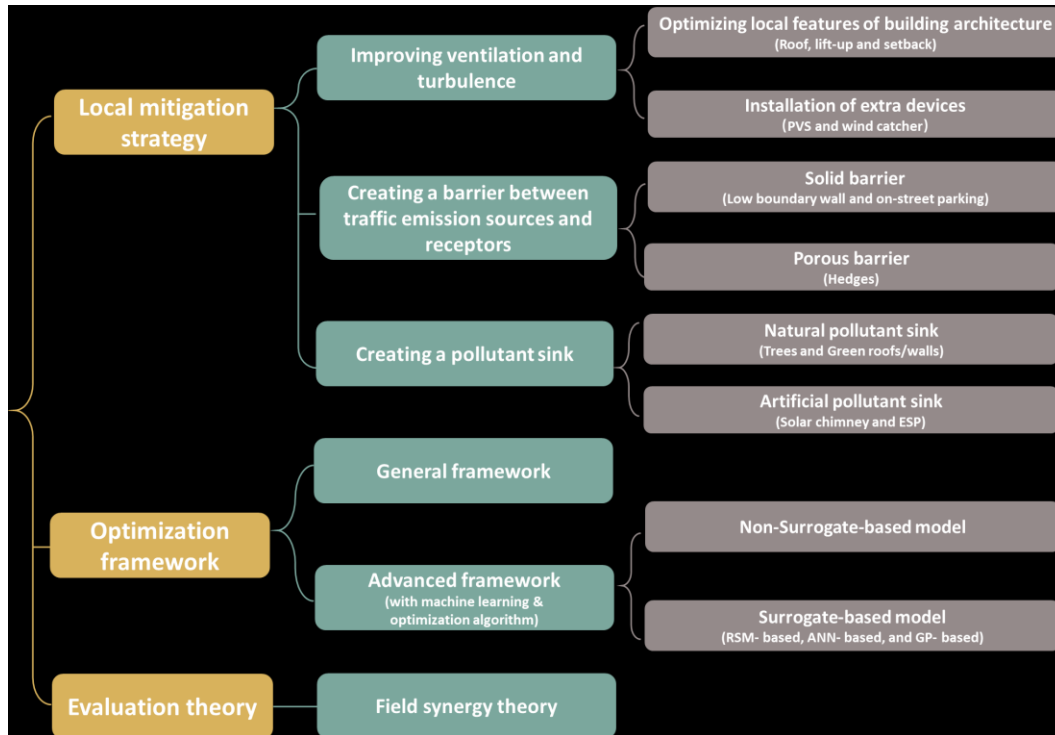 Local mitigation
strategy
Improving ventilation and
turbulence
Optimizing local features of building architecture
(Roof, lift-up and setback)
Installation of extra devices
(PVS and wind catcher)
Creating a barrier between
traffic emission sources and
receptors
Solid barrier
(Low boundary wall and on-street parking)
Porous barrier
(Hedges)
Creating a pollutant sink
Natural pollutant sink
(Trees and Green roofs/walls)
Artificial pollutant sink
(Solar chimney and ESP)
Optimization
framework
General framework
Advanced framework
(with machine learning &
optimization algorithm)
Non-Surrogate-based model
Surrogate-based model
(RSM- based, ANN- based, and GP- based)
Evaluation theory
Field synergy theory